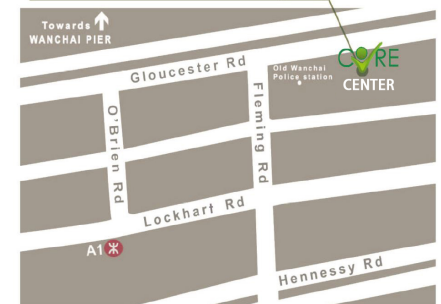 Towards
WANCHAI PIER
Gloucester Rd
Old Wanchai
Police station
CURE
CENTER
O'Brien Rd
Fleming Rd
Lockhart Rd
A1
Hennessy Rd